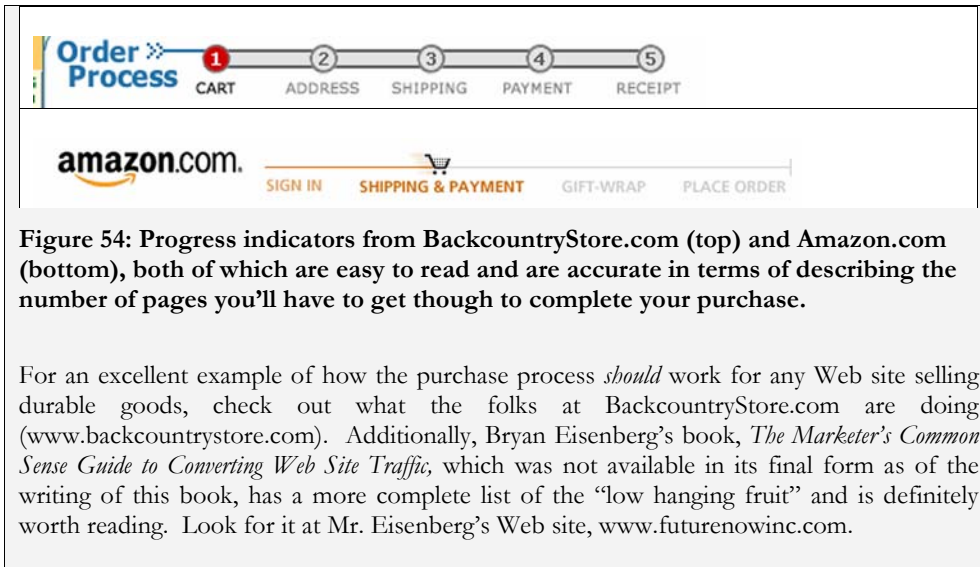 Order »
Process
1 2 3 4 5
CART ADDRESS SHIPPING PAYMENT RECEIPT
amazon.com.
SIGN IN SHIPPING & PAYMENT GIFT-WRAP PLACE ORDER
Figure 54: Progress indicators from BackcountryStore.com (top) and Amazon.com
(bottom), both of which are easy to read and are accurate in terms of describing the
number of pages you’ll have to get though to complete your purchase.
For an excellent example of how the purchase process should work for any Web site selling
durable goods, check out what the folks at BackcountryStore.com are doing
(www.backcountrystore.com). Additionally, Bryan Eisenberg’s book, The Marketer’s Common
Sense Guide to Converting Web Site Traffic, which was not available in its final form as of the
writing of this book, has a more complete list of the “low hanging fruit” and is definitely
worth reading. Look for it at Mr. Eisenberg’s Web site, www.futurenowinc.com.